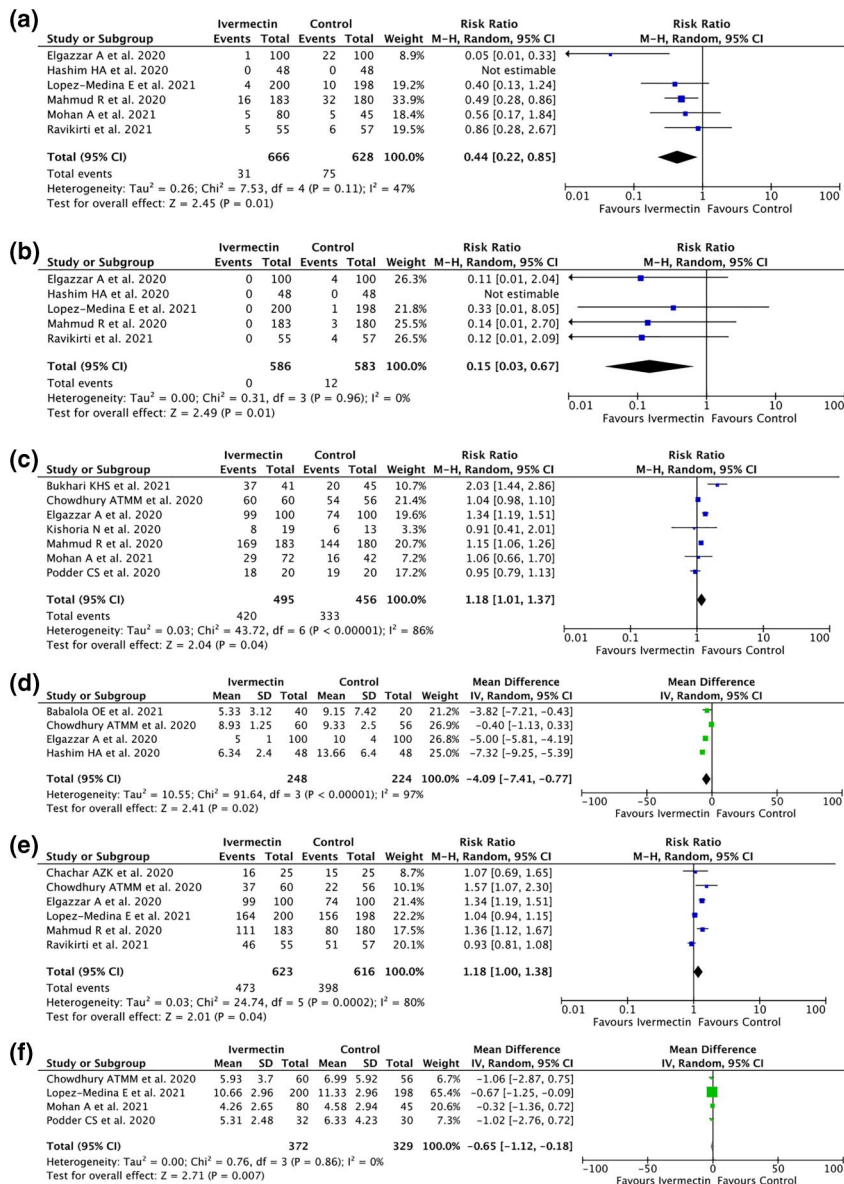 (a)
Ivermectin Control Risk Ratio Risk Ratio
Study or Subgroup Events Total Events Total Weight M-H, Random, 95% CI M-H, Random, 95% CI
Elgazzar A et al. 2020 1 100 22 100 8.9% 0.05 [0.01, 0.33]
Hashim HA et al. 2020 0 48 0 48 Not estimable
Lopez-Medina E et al. 2021 4 200 10 198 19.2% 0.40 [0.13, 1.24]
Mahmud R et al. 2020 16 183 32 180 33.9% 0.49 [0.28, 0.86]
Mohan A et al. 2021 5 80 5 45 18.4% 0.56 [0.17, 1.84]
Ravikirti et al. 2021 5 55 6 57 19.5% 0.86 [0.28, 2.67]
Total (95% CI) 666 628 100.0% 0.44 [0.22, 0.85]
Total events 31 75
Heterogeneity: Tau² = 0.26; Chi² = 7.53, df = 4 (P = 0.11); I² = 47%
Test for overall effect: Z = 2.45 (P = 0.01)
0.01 0.1 1 10 100
Favours Ivermectin Favours Control
(b)
Ivermectin Control Risk Ratio Risk Ratio
Study or Subgroup Events Total Events Total Weight M-H, Random, 95% CI M-H, Random, 95% CI
Elgazzar A et al. 2020 0 100 4 100 26.3% 0.11 [0.01, 2.04]
Hashim HA et al. 2020 0 48 0 48 Not estimable
Lopez-Medina E et al. 2021 0 200 1 198 21.8% 0.33 [0.01, 8.05]
Mahmud R et al. 2020 0 183 3 180 25.5% 0.14 [0.01, 2.70]
Ravikirti et al. 2021 0 55 4 57 26.5% 0.12 [0.01, 2.09]
Total (95% CI) 586 583 100.0% 0.15 [0.03, 0.67]
Total events 0 12
Heterogeneity: Tau² = 0.00; Chi² = 0.31, df = 3 (P = 0.96); I² = 0%
Test for overall effect: Z = 2.49 (P = 0.01)
0.01 0.1 1 10 100
Favours Ivermectin Favours Control
(c)
Ivermectin Control Risk Ratio Risk Ratio
Study or Subgroup Events Total Events Total Weight M-H, Random, 95% CI M-H, Random, 95% CI
Bukhari KHS et al. 2021 37 41 20 45 10.7% 2.03 [1.44, 2.86]
Chowdhury ATMM et al. 2020 60 60 54 56 21.4% 1.04 [0.98, 1.10]
Elgazzar A et al. 2020 99 100 74 100 19.6% 1.34 [1.19, 1.51]
Kishoria N et al. 2020 8 19 6 13 3.3% 0.91 [0.41, 2.01]
Mahmud R et al. 2020 169 183 144 180 20.7% 1.15 [1.06, 1.26]
Mohan A et al. 2021 29 72 16 42 7.2% 1.06 [0.66, 1.70]
Podder CS et al. 2020 18 20 19 20 17.2% 0.95 [0.79, 1.13]
Total (95% CI) 495 456 100.0% 1.18 [1.01, 1.37]
Total events 420 333
Heterogeneity: Tau² = 0.03; Chi² = 43.72, df = 6 (P < 0.00001); I² = 86%
Test for overall effect: Z = 2.04 (P = 0.04)
0.01 0.1 1 10 100
Favours Ivermectin Favours Control
(d)
Ivermectin Control Mean Difference Mean Difference
Study or Subgroup Mean SD Total Mean SD Total Weight IV, Random, 95% CI IV, Random, 95% CI
Babalola OE et al. 2021 5.33 3.12 40 9.15 7.42 20 21.2% -3.82 [-7.21, -0.43]
Chowdhury ATMM et al. 2020 8.93 1.25 60 9.33 2.5 56 26.9% -0.40 [-1.13, 0.33]
Elgazzar A et al. 2020 5 1 100 10 4 100 26.8% -5.00 [-5.81, -4.19]
Hashim HA et al. 2020 6.34 2.4 48 13.66 6.4 48 25.0% -7.32 [-9.25, -5.39]
Total (95% CI) 248 224 100.0% -4.09 [-7.41, -0.77]
Heterogeneity: Tau² = 10.55; Chi² = 91.64, df = 3 (P < 0.00001); I² = 97%
Test for overall effect: Z = 2.41 (P = 0.02)
-100 -50 0 50 100
Favours Ivermectin Favours Control
(e)
Ivermectin Control Risk Ratio Risk Ratio
Study or Subgroup Events Total Events Total Weight M-H, Random, 95% CI M-H, Random, 95% CI
Chachar AZK et al. 2020 16 25 15 25 8.7% 1.07 [0.69, 1.65]
Chowdhury ATMM et al. 2020 37 60 22 56 10.1% 1.57 [1.07, 2.30]
Elgazzar A et al. 2020 99 100 74 100 21.4% 1.34 [1.19, 1.51]
Lopez-Medina E et al. 2021 164 200 156 198 22.2% 1.04 [0.94, 1.15]
Mahmud R et al. 2020 111 183 80 180 17.5% 1.36 [1.12, 1.67]
Ravikirti et al. 2021 46 55 51 57 20.1% 0.93 [0.81, 1.08]
Total (95% CI) 623 616 100.0% 1.18 [1.00, 1.38]
Total events 473 398
Heterogeneity: Tau² = 0.03; Chi² = 24.74, df = 5 (P = 0.0002); I² = 80%
Test for overall effect: Z = 2.01 (P = 0.04)
0.01 0.1 1 10 100
Favours Ivermectin Favours Control
(f)
Ivermectin Control Mean Difference Mean Difference
Study or Subgroup Mean SD Total Mean SD Total Weight IV, Random, 95% CI IV, Random, 95% CI
Chowdhury ATMM et al. 2020 5.93 3.7 60 6.99 5.92 56 6.7% -1.06 [-2.87, 0.75]
Lopez-Medina E et al. 2021 10.66 2.96 200 11.33 2.96 198 65.4% -0.67 [-1.25, -0.09]
Mohan A et al. 2021 4.26 2.65 80 4.58 2.94 45 20.6% -0.32 [-1.36, 0.72]
Podder CS et al. 2020 5.31 2.48 32 6.33 4.23 30 7.3% -1.02 [-2.76, 0.72]
Total (95% CI) 372 329 100.0% -0.65 [-1.12, -0.18]
Heterogeneity: Tau² = 0.00; Chi² = 0.76, df = 3 (P = 0.86); I² = 0%
Test for overall effect: Z = 2.71 (P = 0.007)
-100 -50 0 50 100
Favours Ivermectin Favours Control